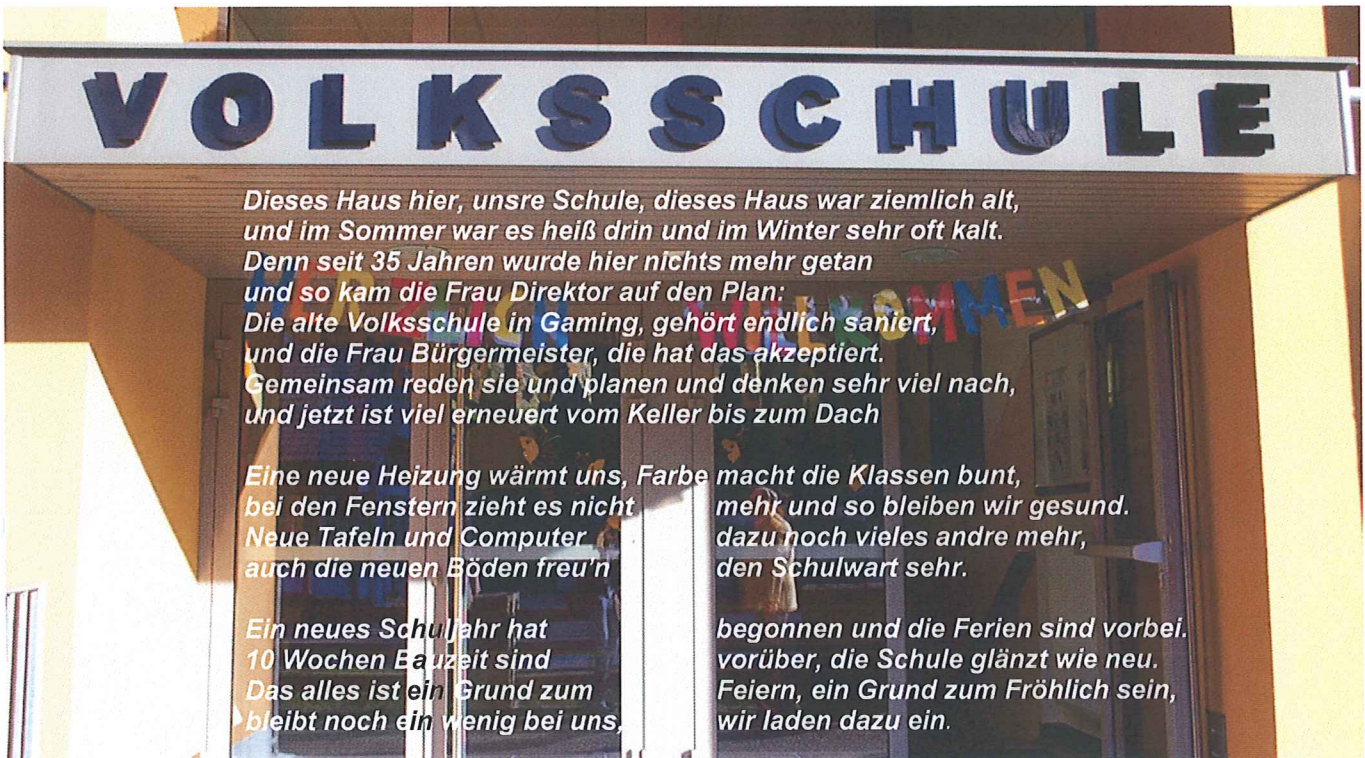 VOLKSSCHULE
Dieses Haus hier, unsre Schule, dieses Haus war ziemlich alt,
und im Sommer war es heiß drin und im Winter sehr oft kalt.
Denn seit 35 Jahren wurde hier nichts mehr getan
und so kam die Frau Direktor auf den Plan:
HERZLICH WILLKOMMEN
Die alte Volksschule in Gaming, gehört endlich saniert,
und die Frau Bürgermeister, die hat das akzeptiert.
Gemeinsam reden sie und planen und denken sehr viel nach,
und jetzt ist viel erneuert vom Keller bis zum Dach
Eine neue Heizung wärmt uns, Farbe macht die Klassen bunt,
bei den Fenstern zieht es nicht mehr und so bleiben wir gesund.
Neue Tafeln und Computer dazu noch vieles andre mehr,
auch die neuen Böden freu'n den Schulwart sehr.
Ein neues Schuljahr hat begonnen und die Ferien sind vorbei.
10 Wochen Bauzeit sind vorüber, die Schule glänzt wie neu.
Das alles ist ein Grund zum Feiern, ein Grund zum Fröhlich sein,
bleibt noch ein wenig bei uns, wir laden dazu ein.